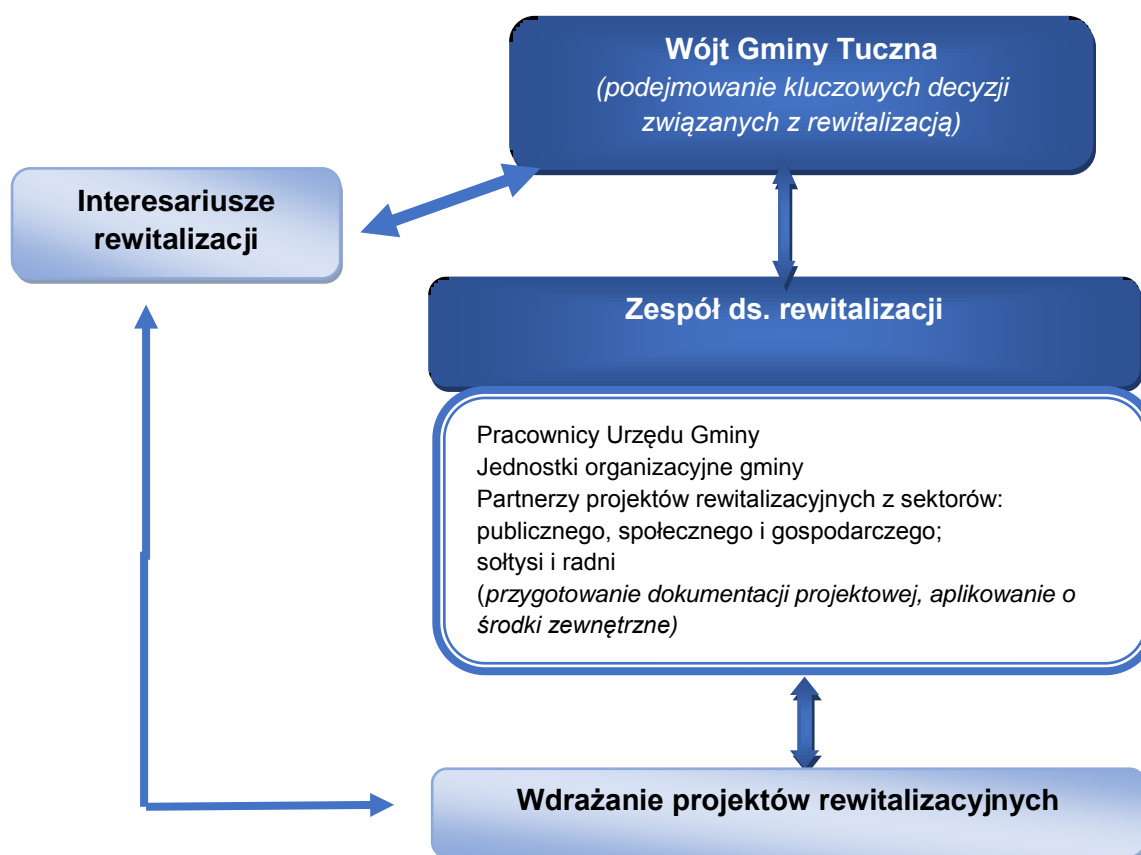 Wójt Gminy Tuczna
(podejmowanie kluczowych decyzji
związanych z rewitalizacją)
Interesariusze
rewitalizacji
Zespół ds. rewitalizacji
Pracownicy Urzędu Gminy
Jednostki organizacyjne gminy
Partnerzy projektów rewitalizacyjnych z sektorów:
publicznego, społecznego i gospodarczego;
sołtysi i radni
(przygotowanie dokumentacji projektowej, aplikowanie o
środki zewnętrzne)
Wdrażanie projektów rewitalizacyjnych